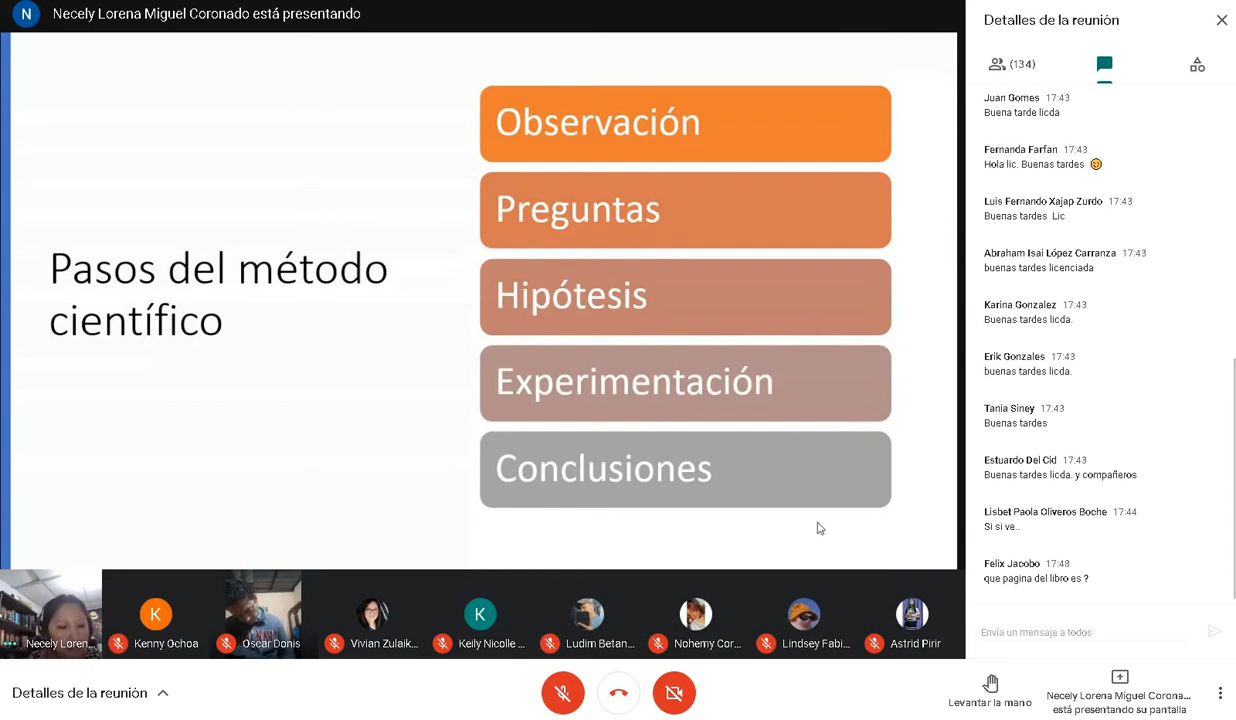 N
Necely Lorena Miguel Coronado está presentando
Pasos del método
científico
Observación
Preguntas
Hipótesis
Experimentación
Conclusiones
Necely Loren...
K
Kenny Ochoa
Oscar Donis
Vivian Zulaik...
K
Keily Nicolle ...
Ludim Betan...
Nohemy Cor...
Lindsey Fabi...
Astrid Pirir
Detalles de la reunión
Detalles de la reunión
(134)
Juan Gomes 17:43
Buena tarde licda
Fernanda Farfan 17:43
Hola lic. Buenas tardes 😊
Luis Fernando Xajap Zurdo 17:43
Buenas tardes Lic
Abraham Isai López Carranza 17:43
buenas tardes licenciada
Karina Gonzalez 17:43
Buenas tardes licda.
Erik Gonzales 17:43
buenas tardes licda.
Tania Siney 17:43
Buenas tardes
Estuardo Del Cid 17:43
Buenas tardes licda. y compañeros
Lisbet Paola Oliveros Boche 17:44
Si si ve..
Felix Jacobo 17:48
que pagina del libro es ?
Envía un mensaje a todos
Levantar la mano
Necely Lorena Miguel Corona...
está presentando su pantalla